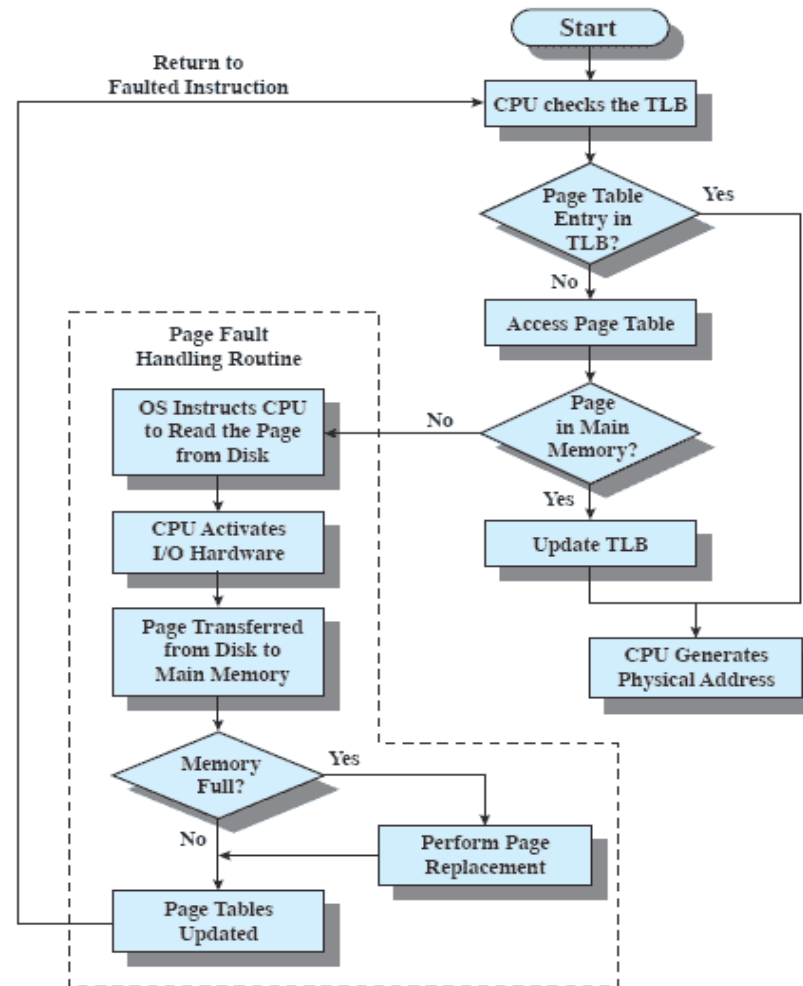 Start
Return to
Faulted Instruction
CPU checks the TLB
Page Table
Entry in
TLB?
Yes
No
Access Page Table
Page Fault
Handling Routine
Page
in Main
Memory?
No
Yes
OS Instructs CPU
to Read the Page
from Disk
CPU Activates
I/O Hardware
Update TLB
Page Transferred
from Disk to
Main Memory
CPU Generates
Physical Address
Memory
Full?
Yes
No
Perform Page
Replacement
Page Tables
Updated